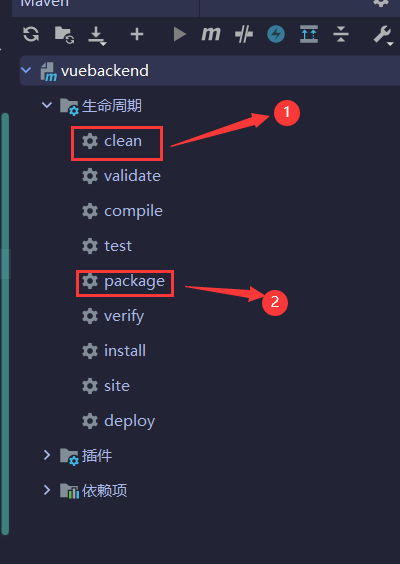 Maven
m
vuebackend
生命周期
clean
1
validate
compile
test
package
2
verify
install
site
deploy
插件
依赖项